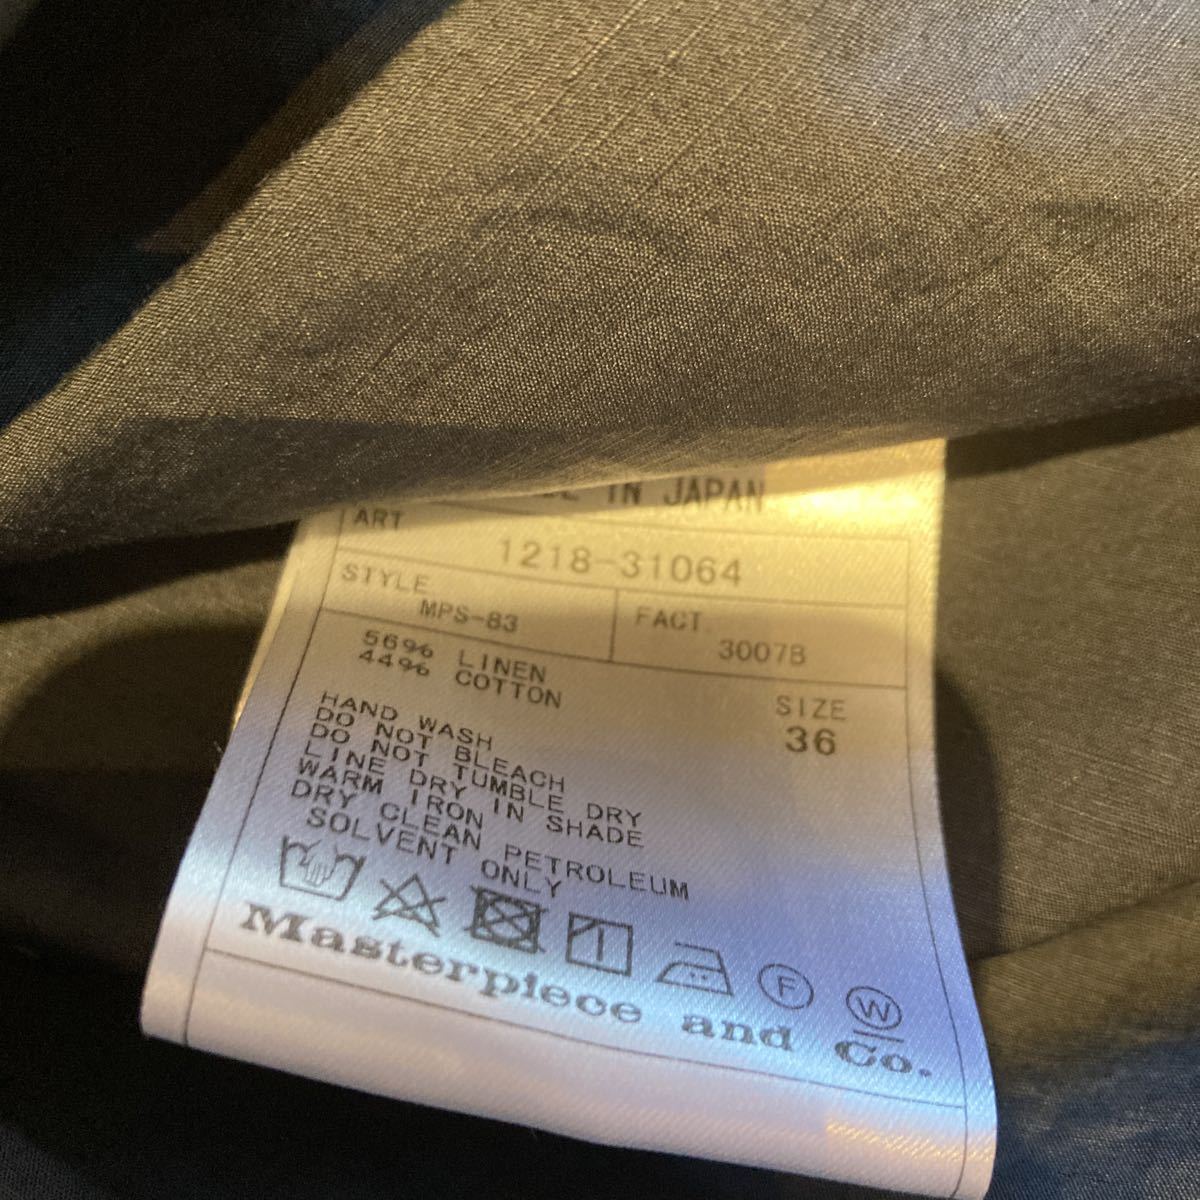 IN JAPAN
ART
1218-31064
STYLE
MPS-83
FACT.
3007B
56% LINEN
44% COTTON
SIZE
36
HAND WASH
DO NOT BLEACH
DO NOT TUMBLE DRY
LINE DRY IN SHADE
WARM IRON
DRY CLEAN PETROLEUM
SOLVENT ONLY
F
W
Masterpiece and Co.